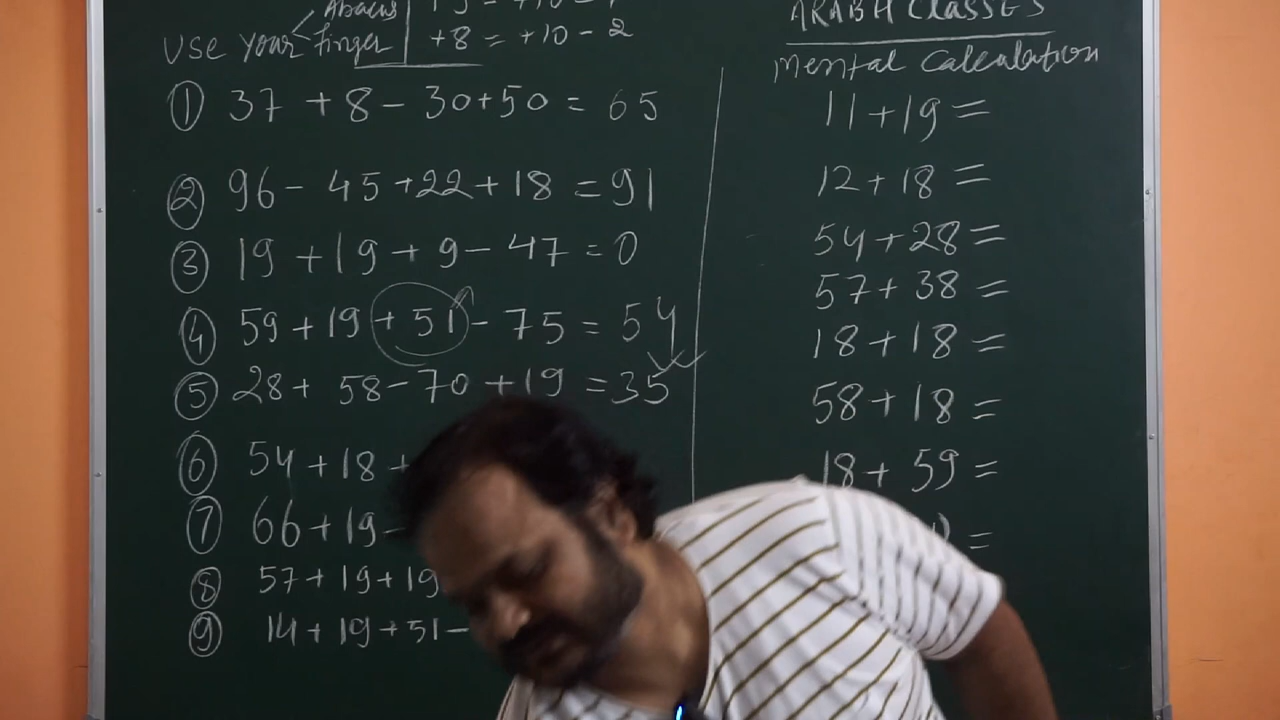 Abacus
Use Your Finger
+8 = +10 - 2
① 37 + 8 - 30 + 50 = 65
② 96 - 45 + 22 + 18 = 91
③ 19 + 19 + 9 - 47 = 0
④ 59 + 19 + 51 - 75 = 54
⑤ 28 + 58 - 70 + 19 = 35
⑥ 54 + 18 +
⑦ 66 + 19 -
⑧ 57 + 19 + 19
⑨ 14 + 19 + 51 -
Classes
Mental Calculation
11 + 19 =
12 + 18 =
54 + 28 =
57 + 38 =
18 + 18 =
58 + 18 =
18 + 59 =
=